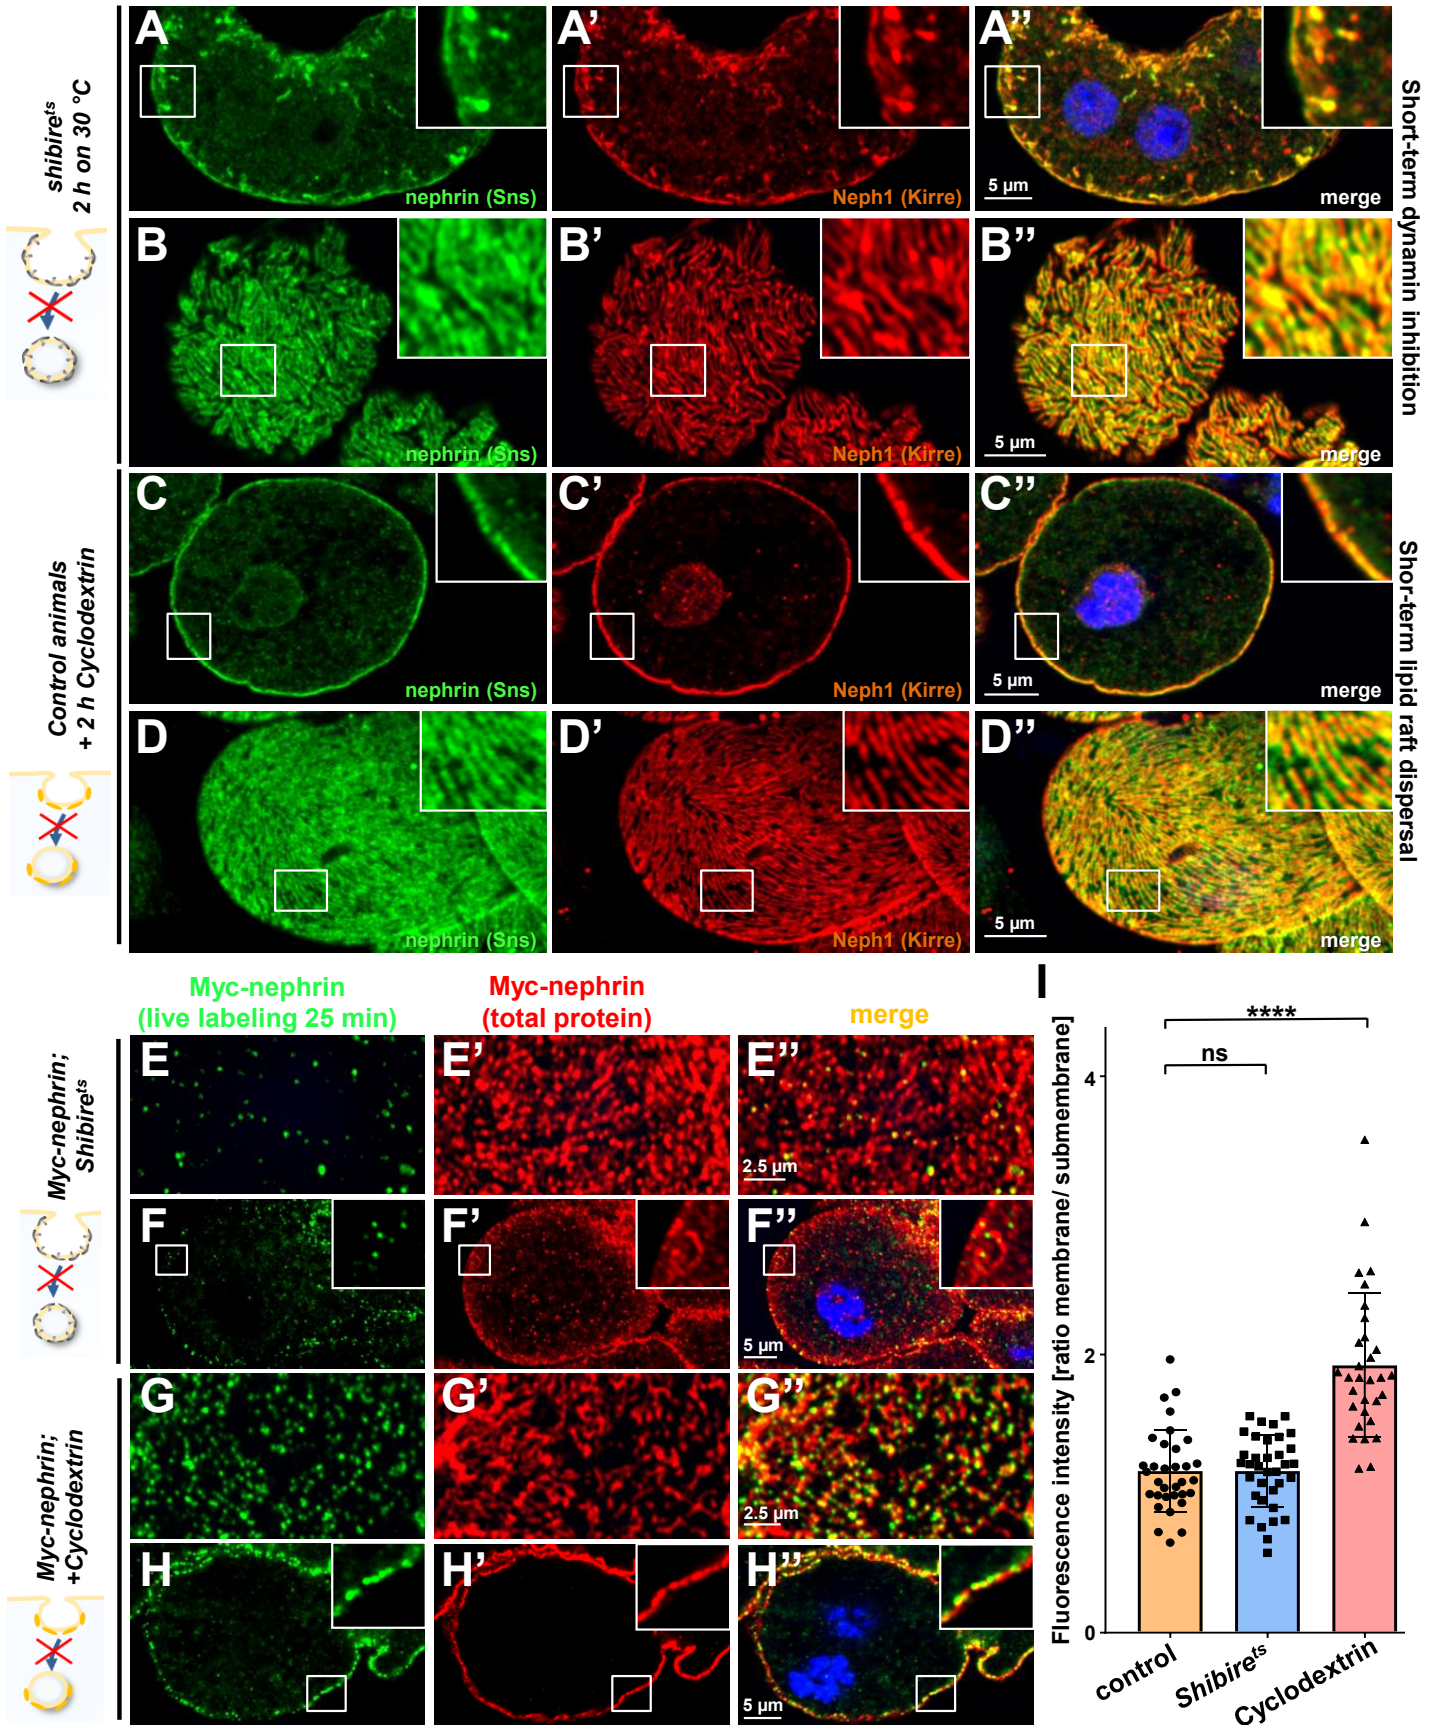 shibire^ts
2 h on 30 °C
A
nephrin (Sns)
A’
Neph1 (Kirre)
A’’
5 µm
merge
B
nephrin (Sns)
B’
Neph1 (Kirre)
B’’
5 µm
merge
Short-term dynamin inhibition
Control animals
+ 2 h Cyclodextrin
C
nephrin (Sns)
C’
Neph1 (Kirre)
C’’
5 µm
merge
D
nephrin (Sns)
D’
Neph1 (Kirre)
D’’
5 µm
merge
Shor-term lipid raft dispersal
Myc-nephrin
(live labeling 25 min)
Myc-nephrin
(total protein)
merge
Myc-nephrin;
Shibire^ts
E
E’
E’’
2.5 µm
F
F’
F’’
5 µm
Myc-nephrin;
+Cyclodextrin
G
G’
G’’
2.5 µm
H
H’
H’’
5 µm
I
Fluorescence intensity [ratio membrane/ submembrane]
****
ns
4
2
0
control
Shibire^ts
Cyclodextrin